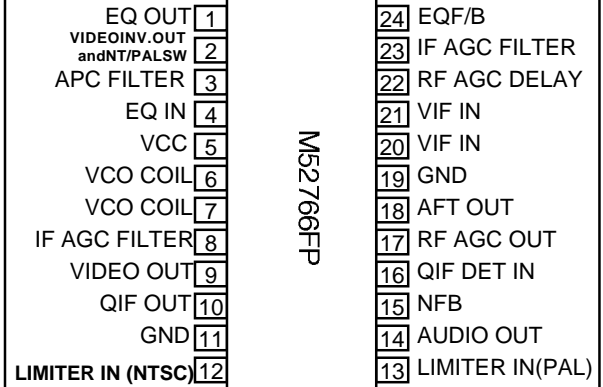 EQ OUT 1
VIDEOINV.OUT
andNT/PALSW 2
APC FILTER 3
EQ IN 4
VCC 5
VCO COIL 6
VCO COIL 7
IF AGC FILTER 8
VIDEO OUT 9
QIF OUT 10
GND 11
LIMITER IN (NTSC) 12
M52766FP
24 EQF/B
23 IF AGC FILTER
22 RF AGC DELAY
21 VIF IN
20 VIF IN
19 GND
18 AFT OUT
17 RF AGC OUT
16 QIF DET IN
15 NFB
14 AUDIO OUT
13 LIMITER IN(PAL)